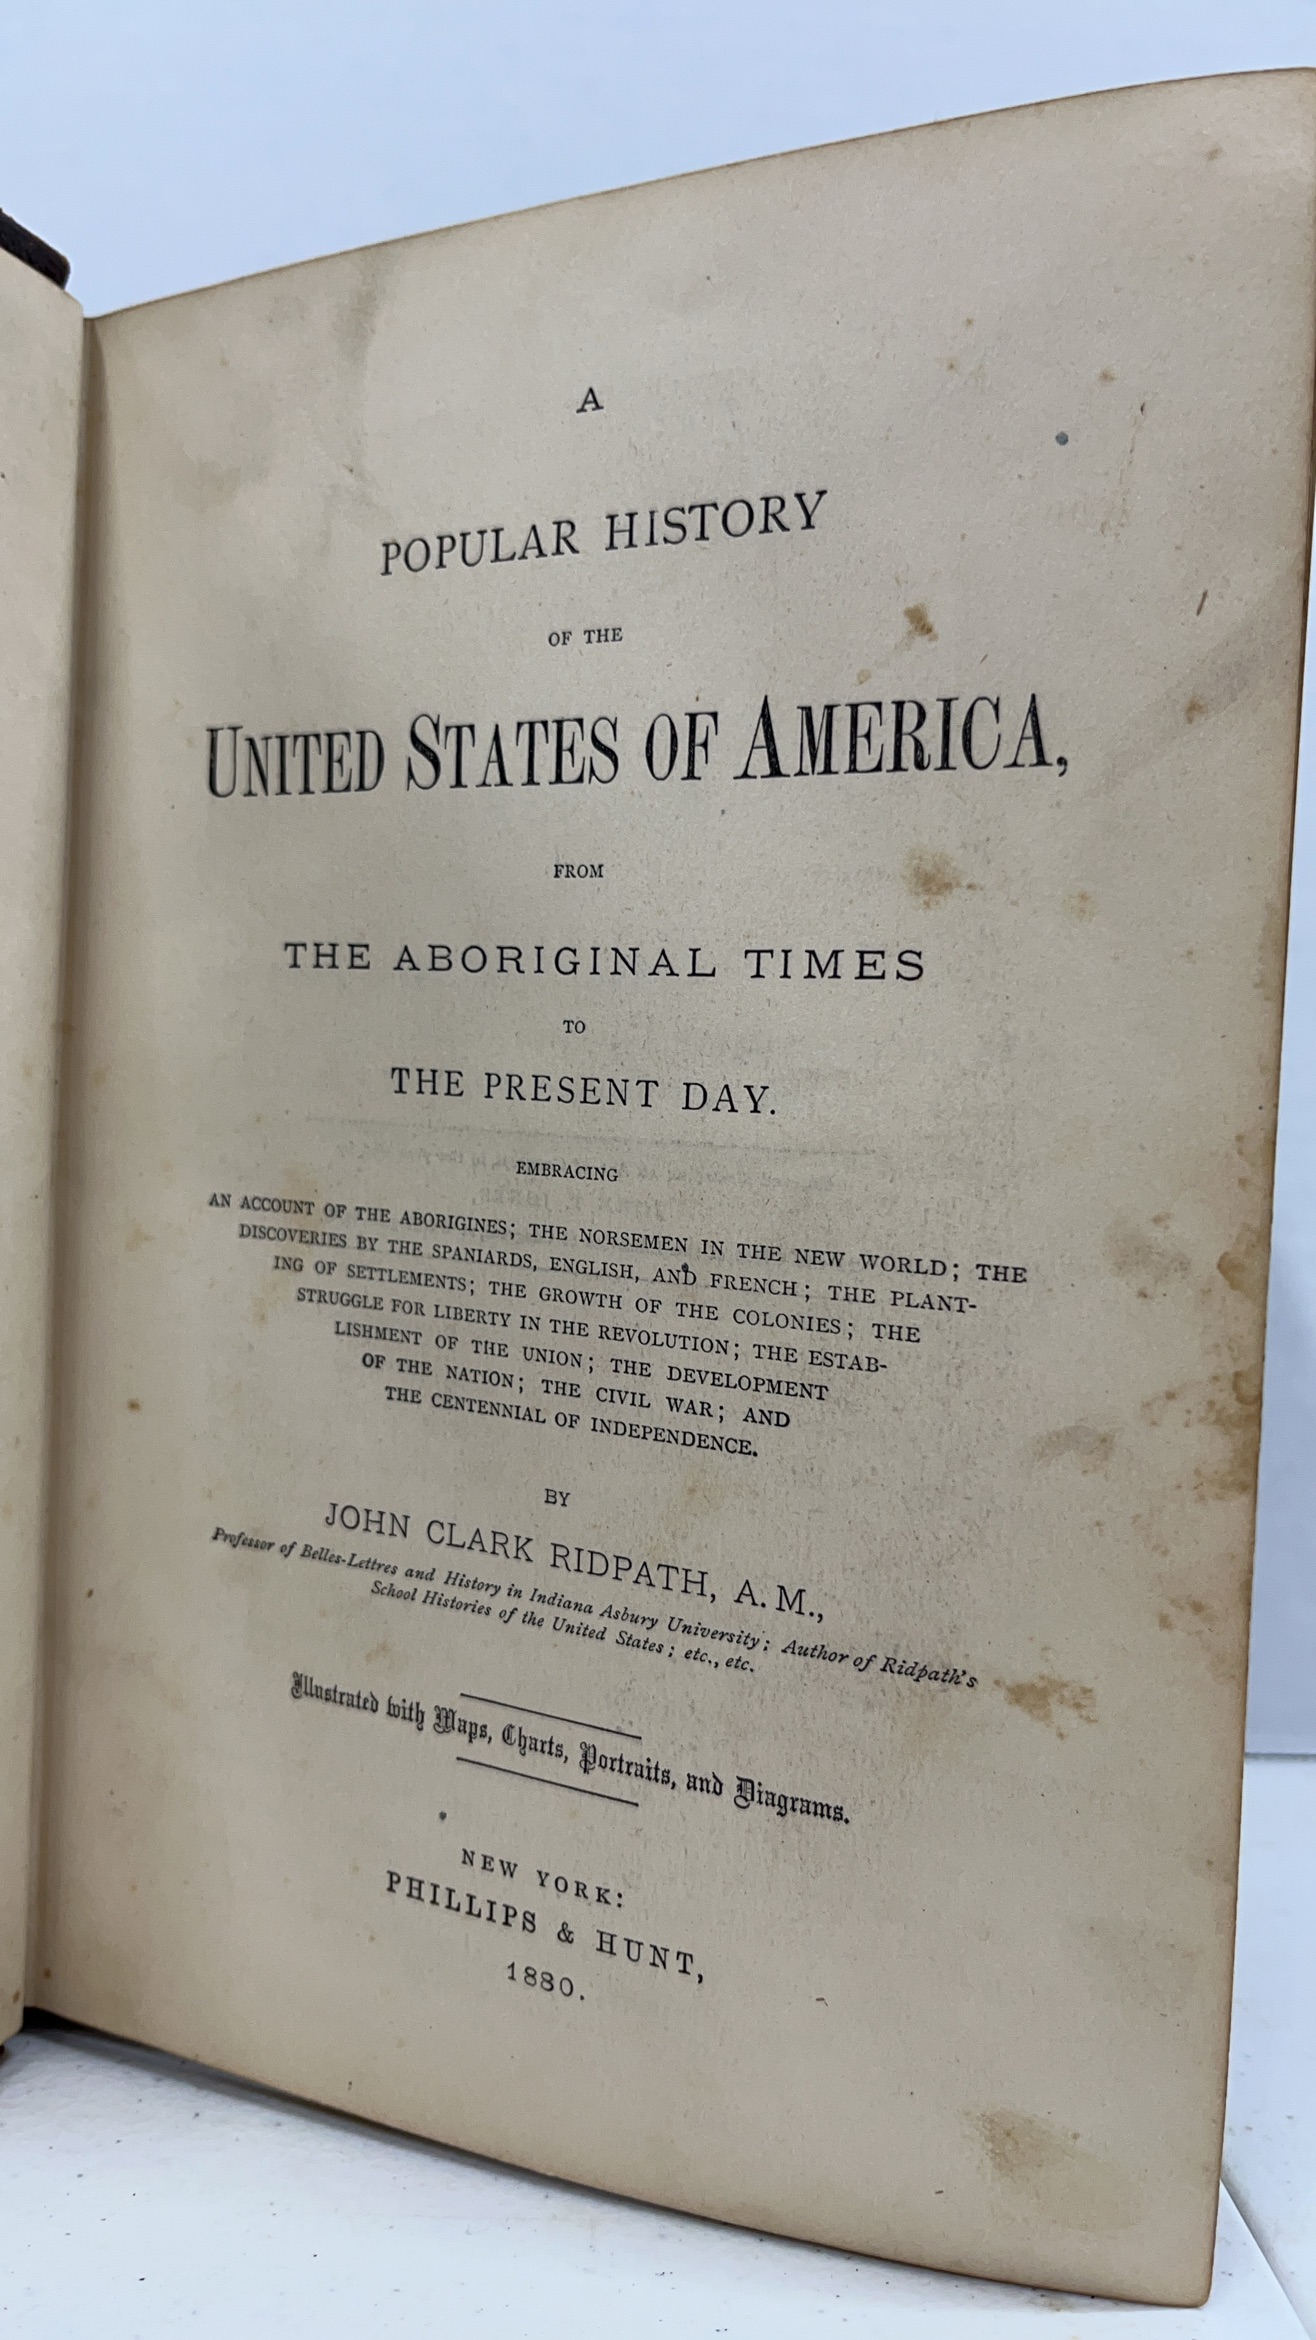 A
POPULAR HISTORY
OF THE
UNITED STATES OF AMERICA,
FROM
THE ABORIGINAL TIMES
TO
THE PRESENT DAY.
EMBRACING
AN ACCOUNT OF THE ABORIGINES; THE NORSEMEN IN THE NEW WORLD; THE
DISCOVERIES BY THE SPANIARDS, ENGLISH, AND FRENCH; THE PLANT-
ING OF SETTLEMENTS; THE GROWTH OF THE COLONIES; THE
STRUGGLE FOR LIBERTY IN THE REVOLUTION; THE ESTAB-
LISHMENT OF THE UNION; THE DEVELOPMENT
OF THE NATION; THE CIVIL WAR; AND
THE CENTENNIAL OF INDEPENDENCE.
BY
JOHN CLARK RIDPATH, A. M.,
Professor of Belles-Lettres and History in Indiana Asbury University; Author of Ridpath's
School Histories of the United States; etc., etc.
Illustrated with Maps, Charts, Portraits, and Diagrams.
NEW YORK:
PHILLIPS & HUNT,
1880.